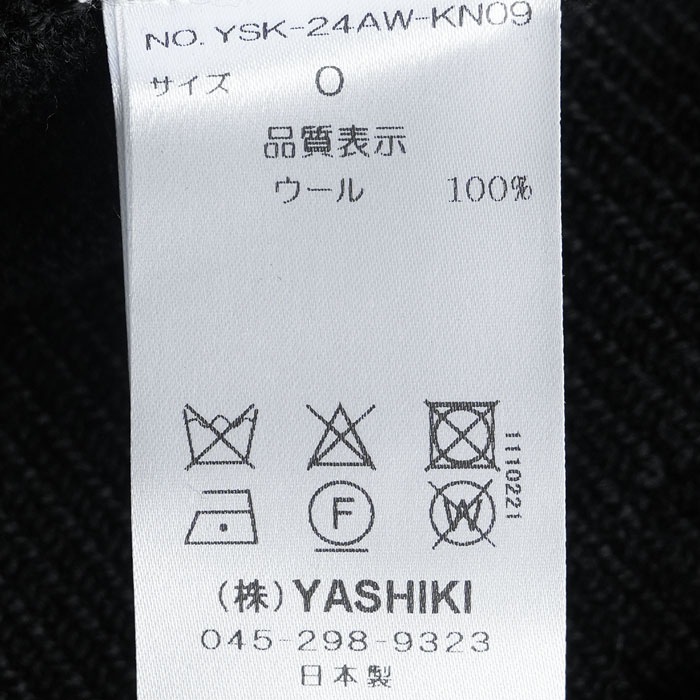 NO. YSK-24AW-KN09
サイズ 0
品質表示
ウール 100%
1110221
F
W
(株)YASHIKI
045-298-9323
日本製